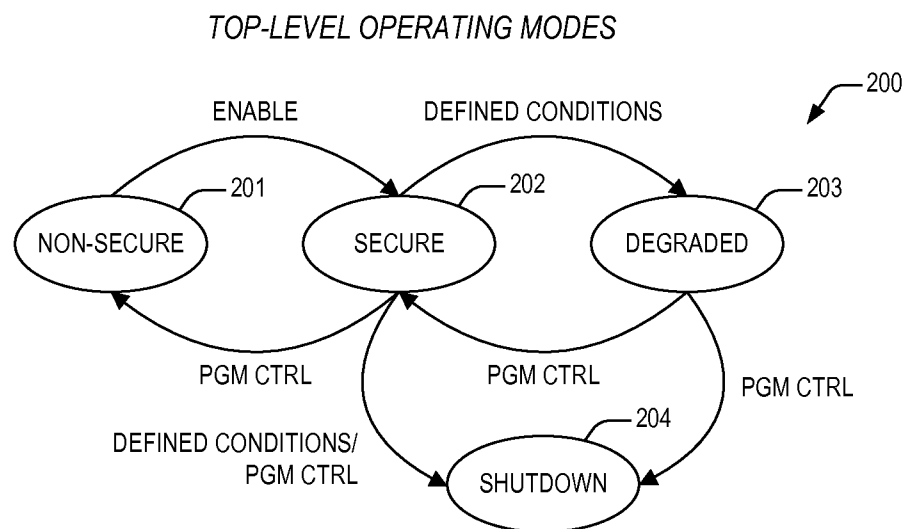 TOP-LEVEL OPERATING MODES
200
ENABLE
DEFINED CONDITIONS
201
202
203
NON-SECURE
SECURE
DEGRADED
PGM CTRL
PGM CTRL
PGM CTRL
DEFINED CONDITIONS/
PGM CTRL
204
SHUTDOWN